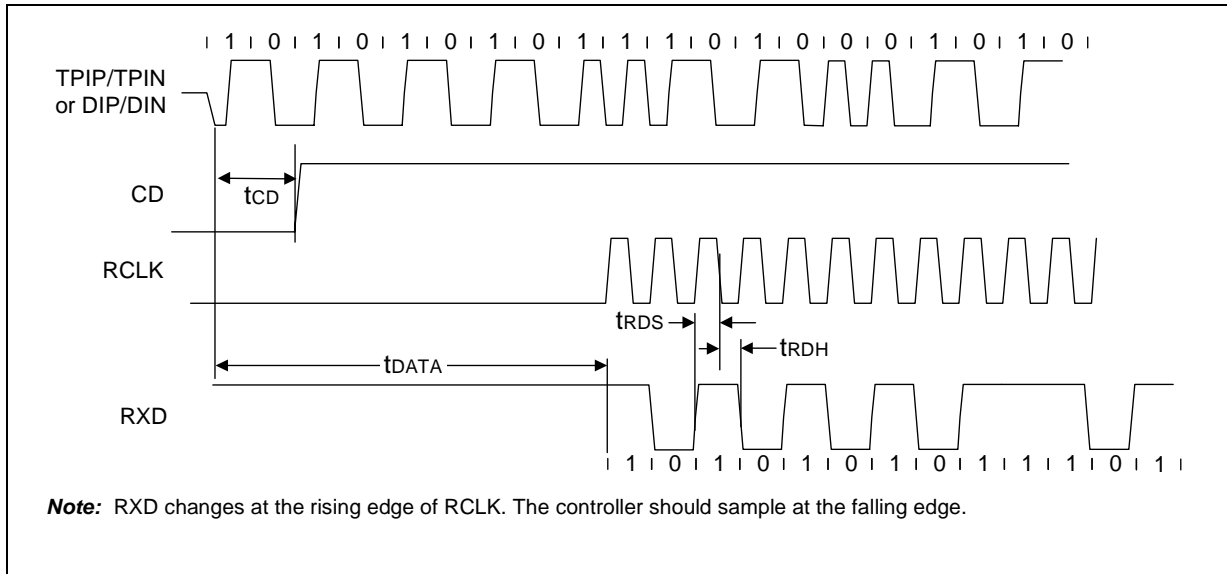 1 0 1 0 1 0 1 0 1 1 1 0 1 0 0 0 1 0 1 0
TPIP/TPIN
or DIP/DIN
tCD
CD
RCLK
tRDS
tRDH
tDATA
RXD
1 0 1 0 1 0 1 0 1 1 1 0 1
Note: RXD changes at the rising edge of RCLK. The controller should sample at the falling edge.